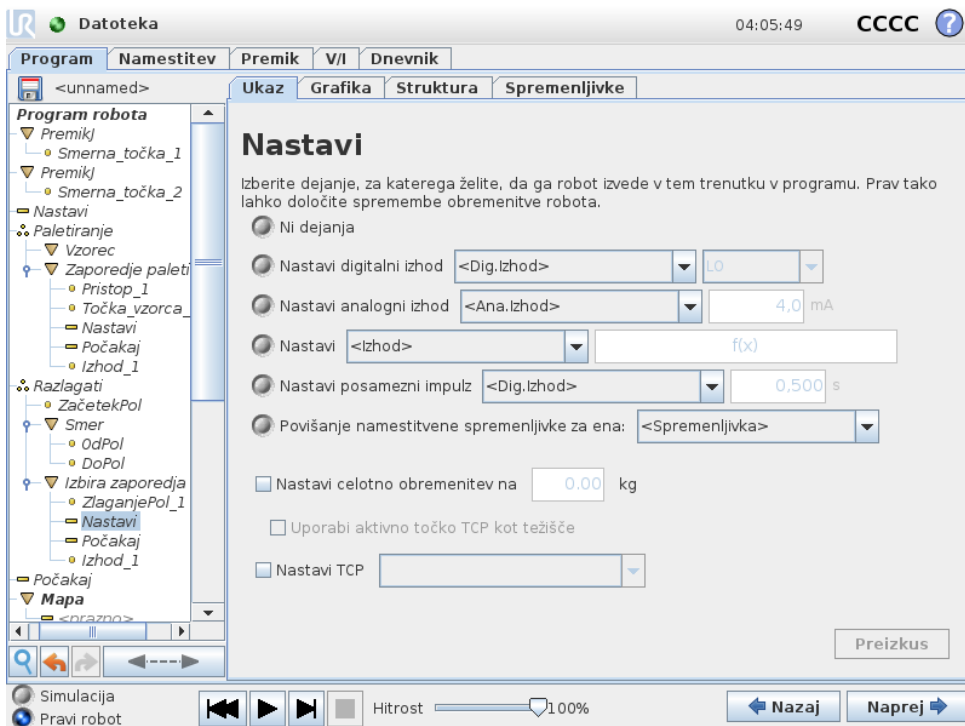 UR Datoteka 04:05:49 CCCC ?
Program Namestitev Premik V/I Dnevnik
<unnamed>
Program robota
PremikJ
Smerna_točka_1
PremikJ
Smerna_točka_2
Nastavi
Paletiranje
Vzorec
Zaporedje paleti
Pristop_1
Točka_vzorca_
Nastavi
Počakaj
Izhod_1
Razlagati
ZačetekPol
Smer
OdPol
DoPol
Izbira zaporedja
ZlaganjePol_1
Nastavi
Počakaj
Izhod_1
Počakaj
Mapa
<prazno>
Ukaz Grafika Struktura Spremenljivke
Nastavi
Izberite dejanje, za katerega želite, da ga robot izvede v tem trenutku v programu. Prav tako
lahko določite spremembe obremenitve robota.
Ni dejanja
Nastavi digitalni izhod <Dig.Izhod> LO
Nastavi analogni izhod <Ana.Izhod> 4,0 mA
Nastavi <Izhod> f(x)
Nastavi posamezni impulz <Dig.Izhod> 0,500 s
Povišanje namestitvene spremenljivke za ena: <Spremenljivka>
Nastavi celotno obremenitev na 0.00 kg
Uporabi aktivno točko TCP kot težišče
Nastavi TCP
Preizkus
Simulacija
Pravi robot
Hitrost 100%
Nazaj Naprej